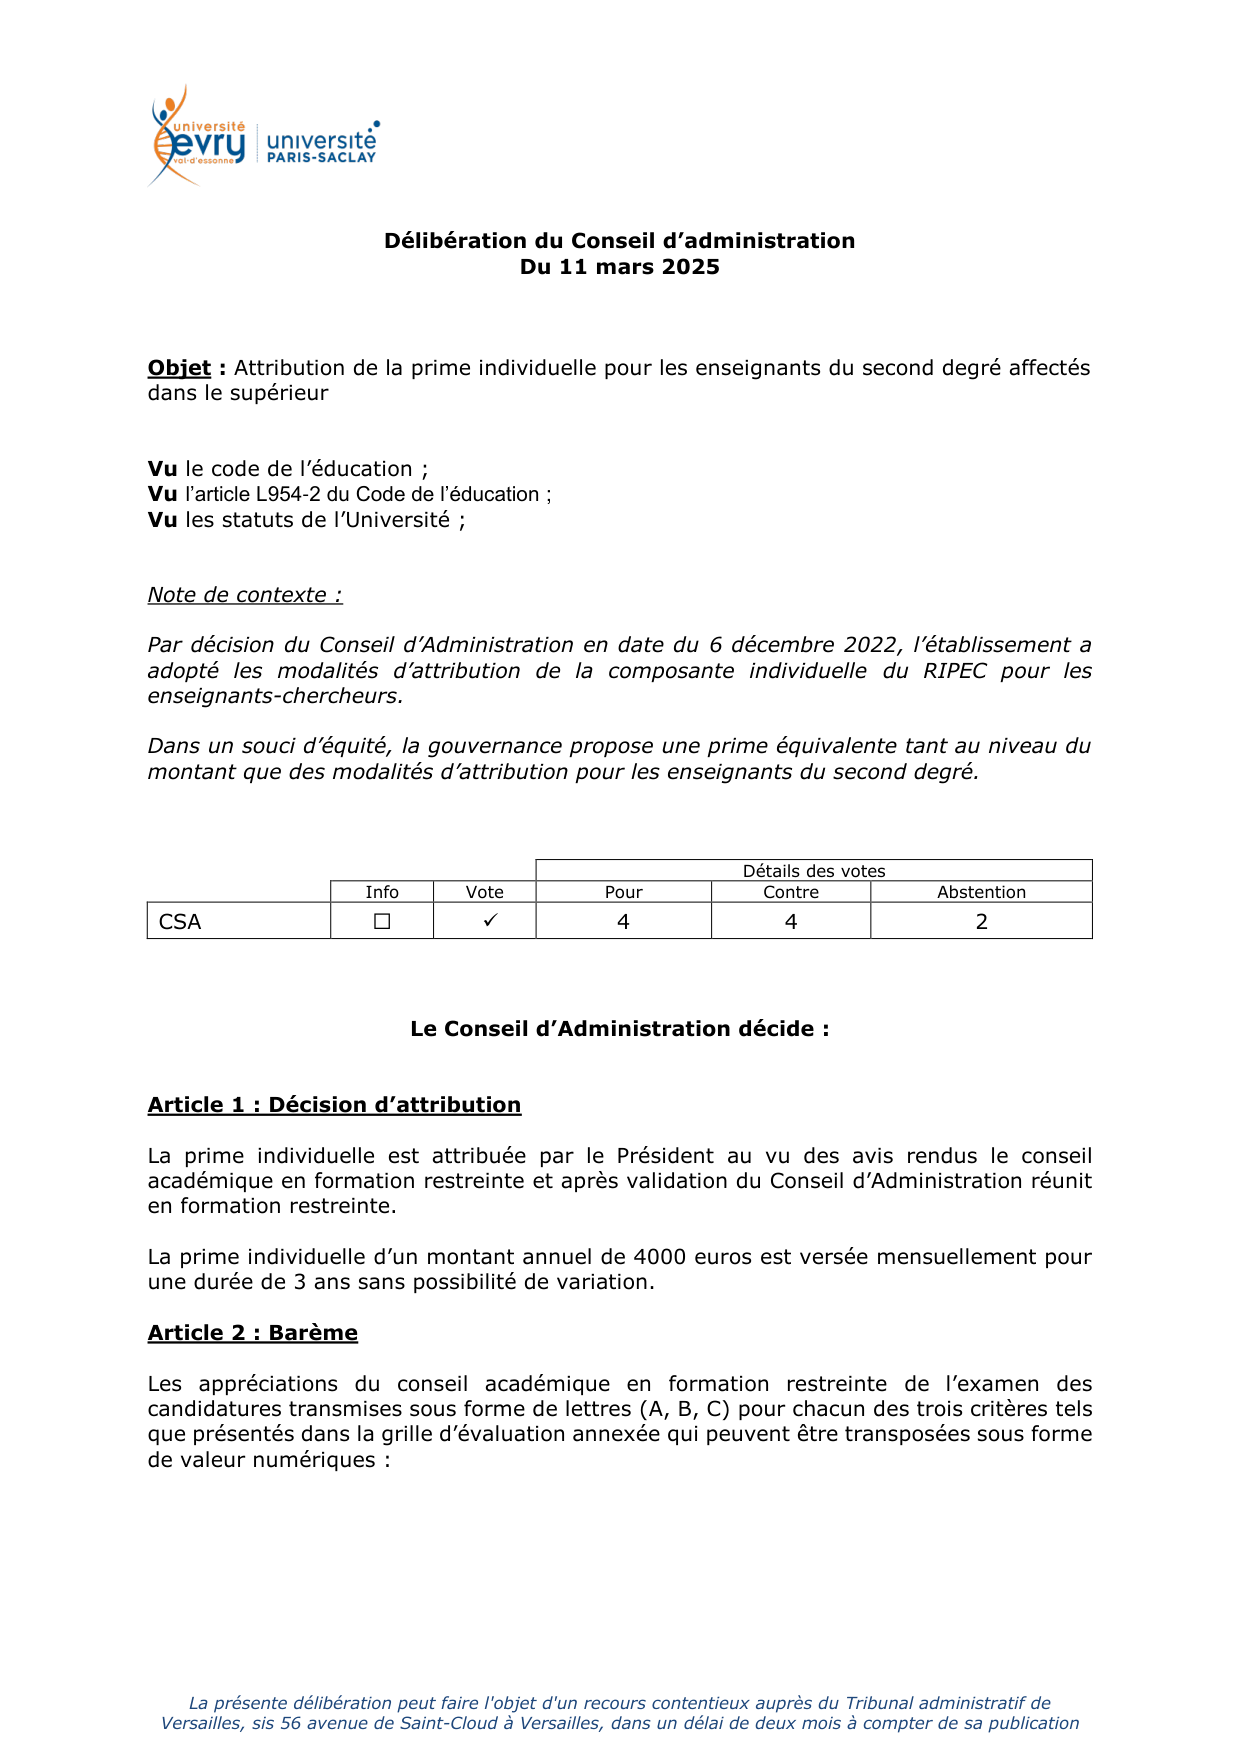 université
evry
val-d'essonne
université
PARIS-SACLAY
Délibération du Conseil d’administration
Du 11 mars 2025
Objet : Attribution de la prime individuelle pour les enseignants du second degré affectés
dans le supérieur
Vu le code de l’éducation ;
Vu l’article L954-2 du Code de l’éducation ;
Vu les statuts de l’Université ;
Note de contexte :
Par décision du Conseil d’Administration en date du 6 décembre 2022, l’établissement a
adopté les modalités d’attribution de la composante individuelle du RIPEC pour les
enseignants-chercheurs.
Dans un souci d’équité, la gouvernance propose une prime équivalente tant au niveau du
montant que des modalités d’attribution pour les enseignants du second degré.
Détails des votes
Info Vote Pour Contre Abstention
CSA ☐ ✓ 4 4 2
Le Conseil d’Administration décide :
Article 1 : Décision d’attribution
La prime individuelle est attribuée par le Président au vu des avis rendus le conseil
académique en formation restreinte et après validation du Conseil d’Administration réunit
en formation restreinte.
La prime individuelle d’un montant annuel de 4000 euros est versée mensuellement pour
une durée de 3 ans sans possibilité de variation.
Article 2 : Barème
Les appréciations du conseil académique en formation restreinte de l’examen des
candidatures transmises sous forme de lettres (A, B, C) pour chacun des trois critères tels
que présentés dans la grille d’évaluation annexée qui peuvent être transposées sous forme
de valeur numériques :
La présente délibération peut faire l'objet d'un recours contentieux auprès du Tribunal administratif de
Versailles, sis 56 avenue de Saint-Cloud à Versailles, dans un délai de deux mois à compter de sa publication